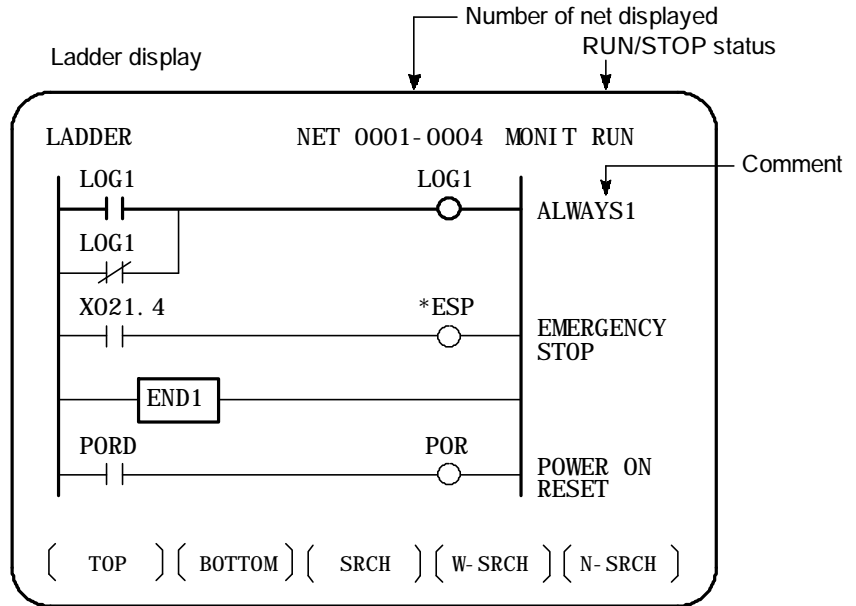 Number of net displayed
RUN/STOP status
Ladder display
LADDER NET 0001-0004 MONIT RUN
Comment
LOG1 LOG1
ALWAYS1
LOG1
X021.4 *ESP
EMERGENCY
STOP
END1
PORD POR
POWER ON
RESET
[ TOP ] [ BOTTOM ] [ SRCH ] [ W-SRCH ] [ N-SRCH ]